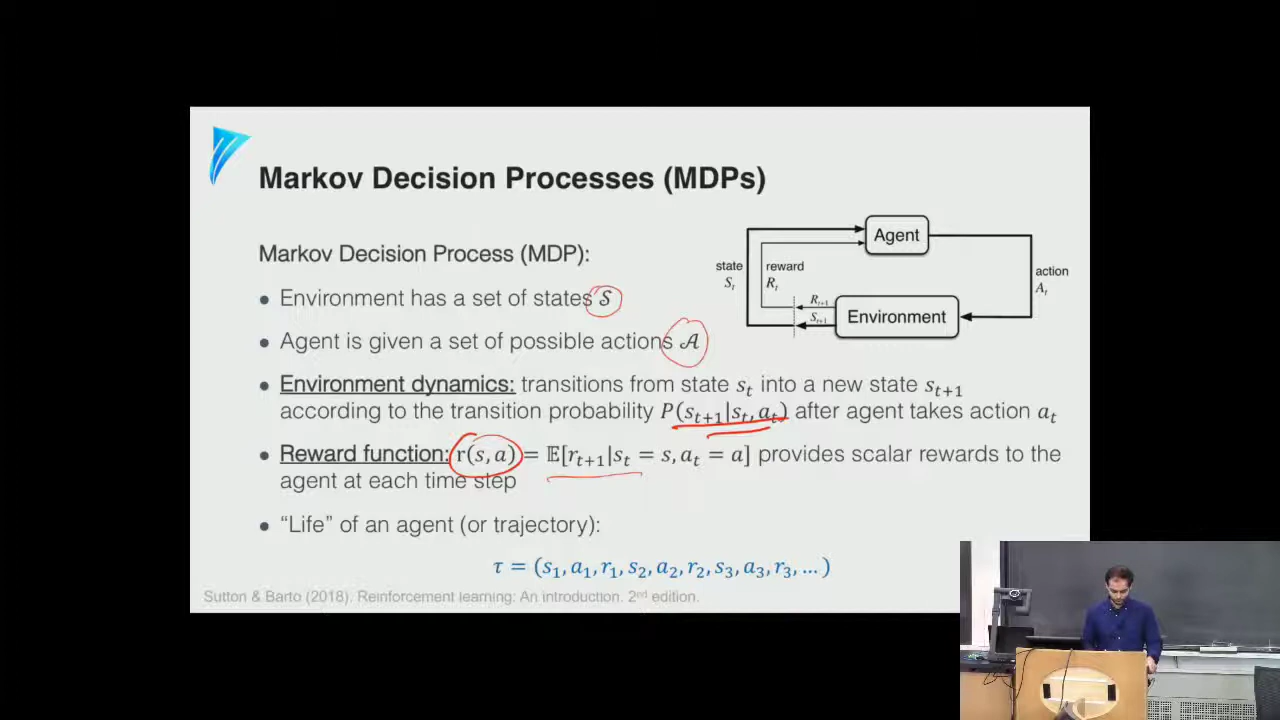 Markov Decision Processes (MDPs)
Markov Decision Process (MDP):
• Environment has a set of states 𝒮
• Agent is given a set of possible actions 𝒜
• Environment dynamics: transitions from state s_t into a new state s_{t+1}
according to the transition probability P(s_{t+1}|s_t, a_t) after agent takes action a_t
• Reward function: r(s, a) = 𝔼[r_{t+1}|s_t = s, a_t = a] provides scalar rewards to the
agent at each time step
• “Life” of an agent (or trajectory):
τ = (s_1, a_1, r_1, s_2, a_2, r_2, s_3, a_3, r_3, … )
Sutton & Barto (2018). Reinforcement learning: An introduction. 2nd edition.
Agent
state
S_t
reward
R_t
action
A_t
R_{t+1}
S_{t+1}
Environment